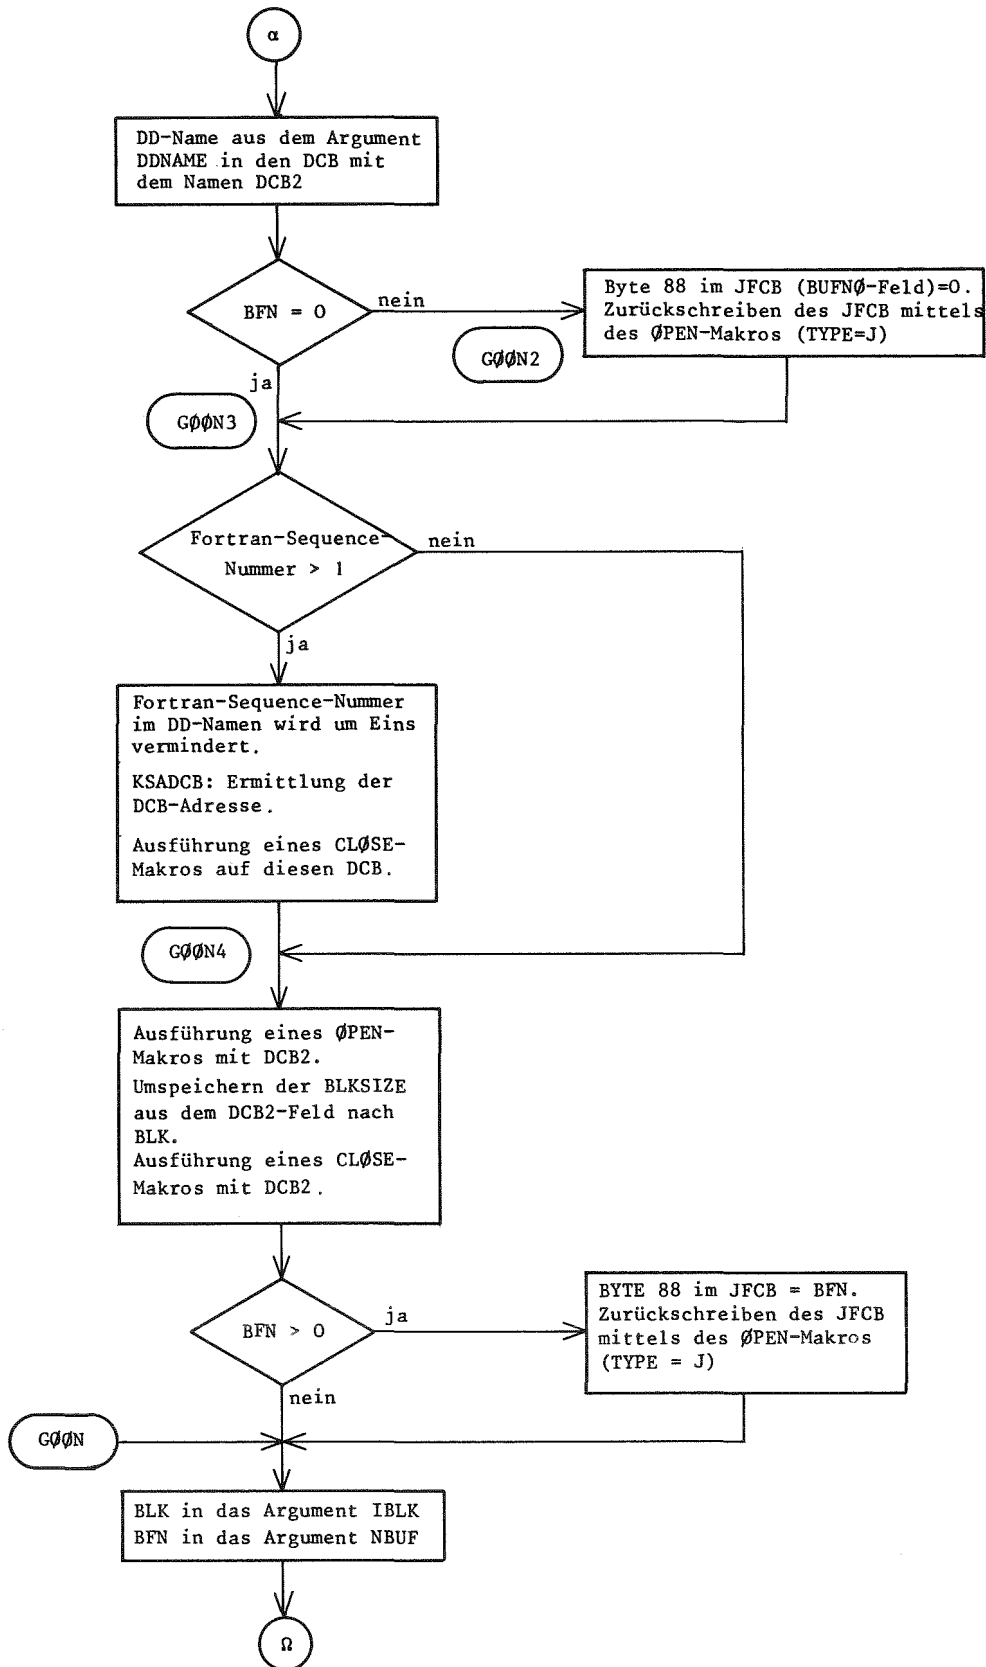 α
DD-Name aus dem Argument
DDNAME in den DCB mit
dem Namen DCB2
BFN = 0
nein
Byte 88 im JFCB (BUFNØ-Feld)=0.
Zurückschreiben des JFCB mittels
des ØPEN-Makros (TYPE=J)
GØØN2
ja
GØØN3
Fortran-Sequence-
Nummer > 1
nein
ja
Fortran-Sequence-Nummer
im DD-Namen wird um Eins
vermindert.
KSADCB: Ermittlung der
DCB-Adresse.
Ausführung eines CLØSE-
Makros auf diesen DCB.
GØØN4
Ausführung eines ØPEN-
Makros mit DCB2.
Umspeichern der BLKSIZE
aus dem DCB2-Feld nach
BLK.
Ausführung eines CLØSE-
Makros mit DCB2.
BFN > 0
ja
BYTE 88 im JFCB = BFN.
Zurückschreiben des JFCB
mittels des ØPEN-Makros
(TYPE = J)
nein
GØØN
BLK in das Argument IBLK
BFN in das Argument NBUF
Ω